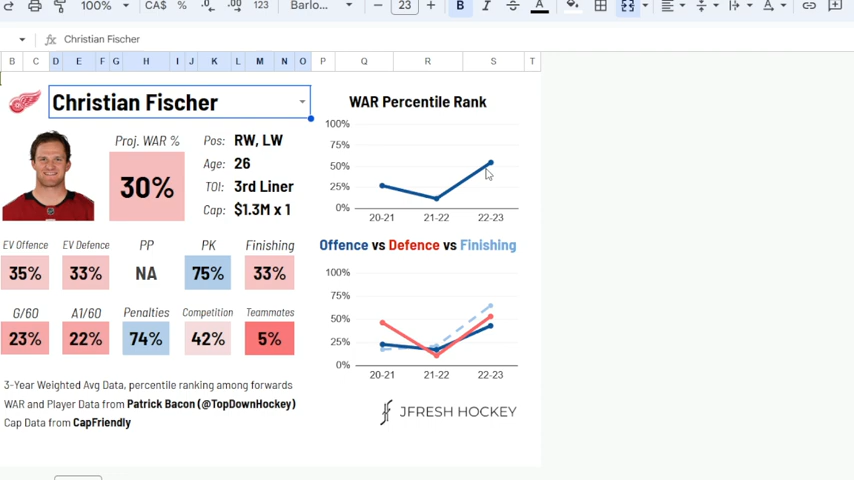 100%
CA$
%
.0
.00
123
Barlo...
23
B
I
A
fx
Christian Fischer
B C D E F G H I J K L M N O P Q R S T
Christian Fischer
Proj. WAR %
30%
Pos: RW, LW
Age: 26
TOI: 3rd Liner
Cap: $1.3M x 1
WAR Percentile Rank
100%
75%
50%
25%
0%
20-21 21-22 22-23
EV Offence EV Defence PP PK Finishing
35% 33% NA 75% 33%
G/60 A1/60 Penalties Competition Teammates
23% 22% 74% 42% 5%
Offence vs Defence vs Finishing
100%
75%
50%
25%
0%
20-21 21-22 22-23
3-Year Weighted Avg Data, percentile ranking among forwards
WAR and Player Data from Patrick Bacon (@TopDownHockey)
Cap Data from CapFriendly
JFRESH HOCKEY